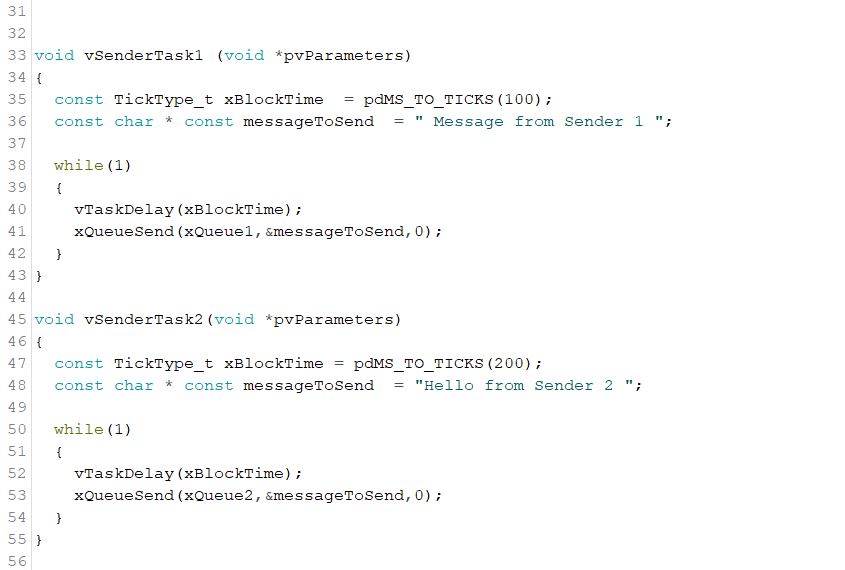 31
32
33 void vSenderTask1 (void *pvParameters)
34 {
35   const TickType_t xBlockTime  = pdMS_TO_TICKS(100);
36   const char * const messageToSend  = " Message from Sender 1 ";
37
38   while(1)
39   {
40     vTaskDelay(xBlockTime);
41     xQueueSend(xQueue1,&messageToSend,0);
42   }
43 }
44
45 void vSenderTask2(void *pvParameters)
46 {
47   const TickType_t xBlockTime = pdMS_TO_TICKS(200);
48   const char * const messageToSend  = "Hello from Sender 2 ";
49
50   while(1)
51   {
52     vTaskDelay(xBlockTime);
53     xQueueSend(xQueue2,&messageToSend,0);
54   }
55 }
56